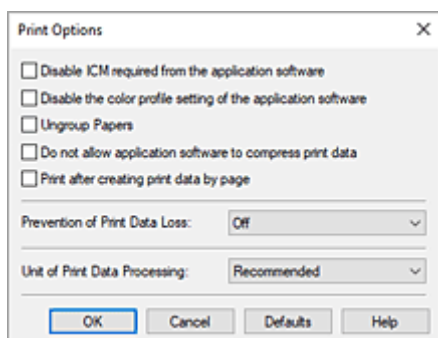 Print Options
Disable ICM required from the application software
Disable the color profile setting of the application software
Ungroup Papers
Do not allow application software to compress print data
Print after creating print data by page
Prevention of Print Data Loss: Off
Unit of Print Data Processing: Recommended
OK Cancel Defaults Help